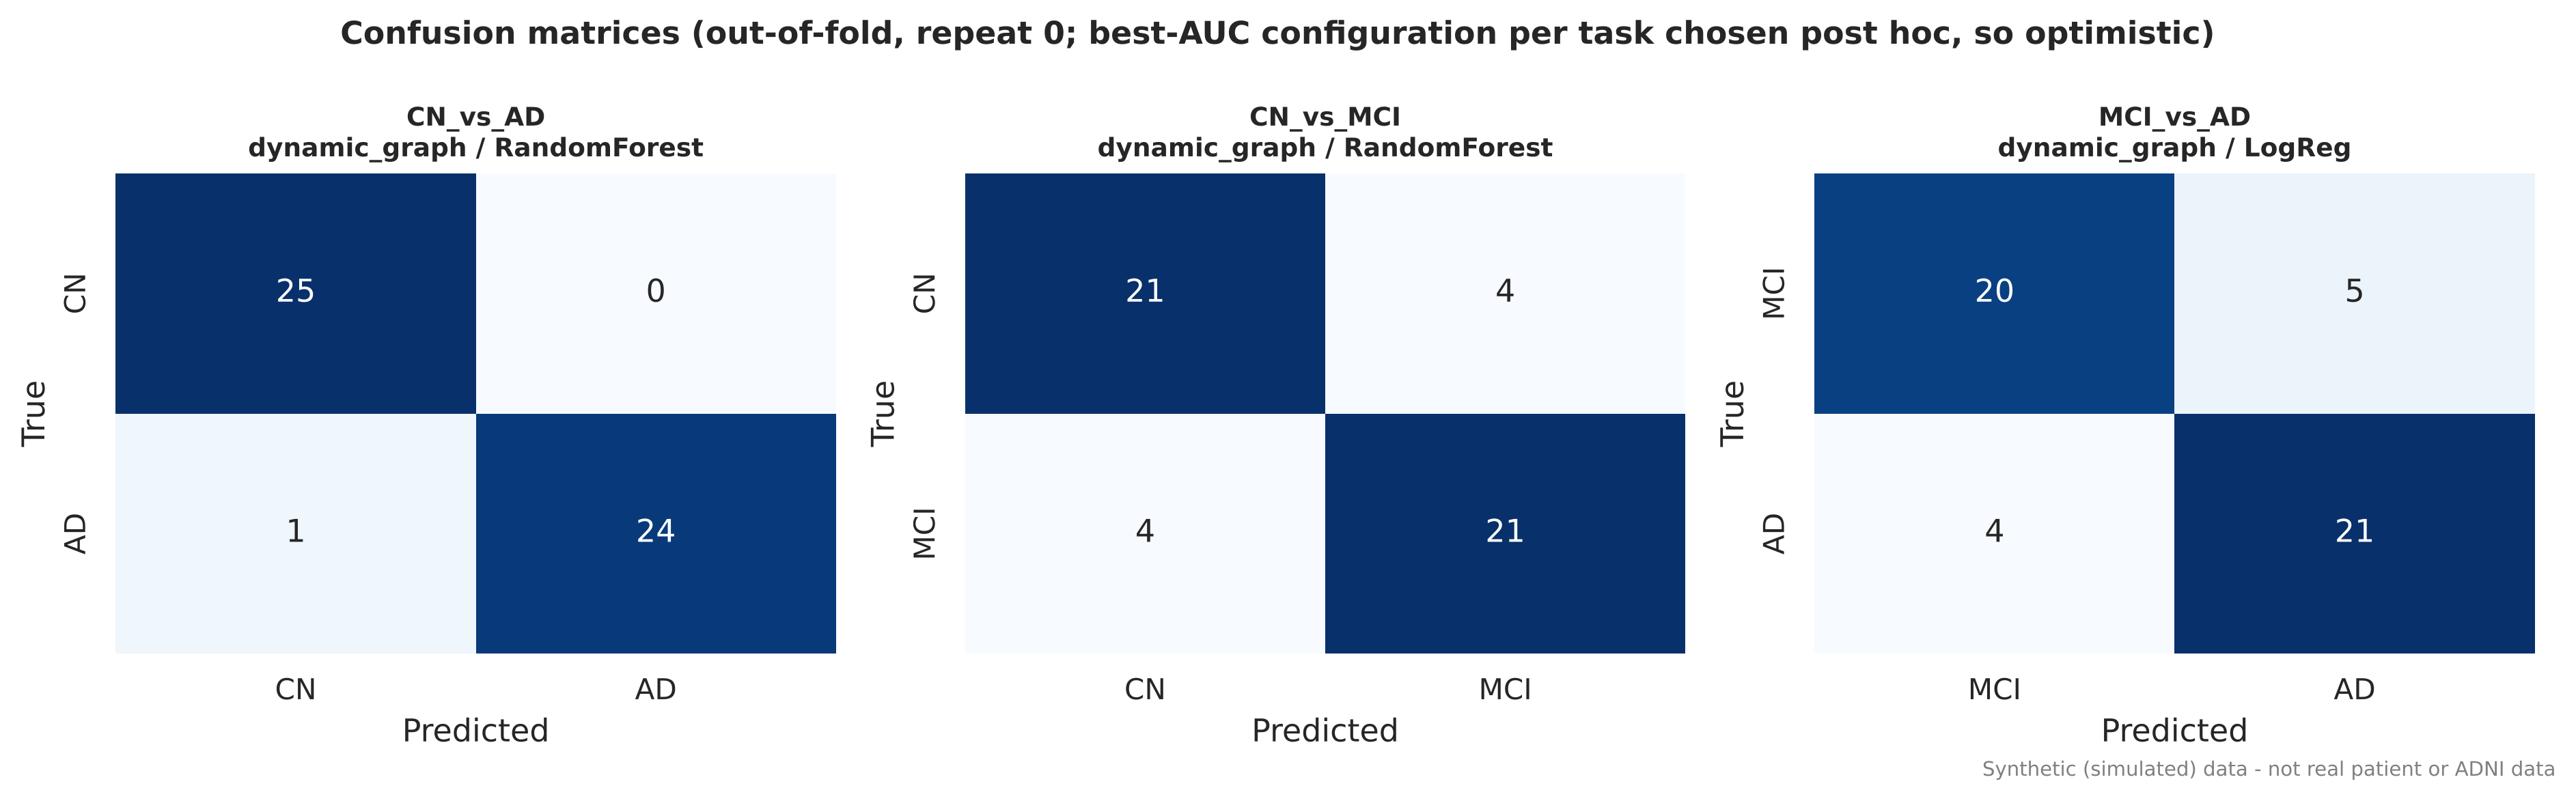 Confusion matrices (out-of-fold, repeat 0; best-AUC configuration per task chosen post hoc, so optimistic)
CN_vs_AD
dynamic_graph / RandomForest
True
CN
AD
25
0
1
24
CN
AD
Predicted
CN_vs_MCI
dynamic_graph / RandomForest
True
CN
MCI
21
4
4
21
CN
MCI
Predicted
MCI_vs_AD
dynamic_graph / LogReg
True
MCI
AD
20
5
4
21
MCI
AD
Predicted
Synthetic (simulated) data - not real patient or ADNI data